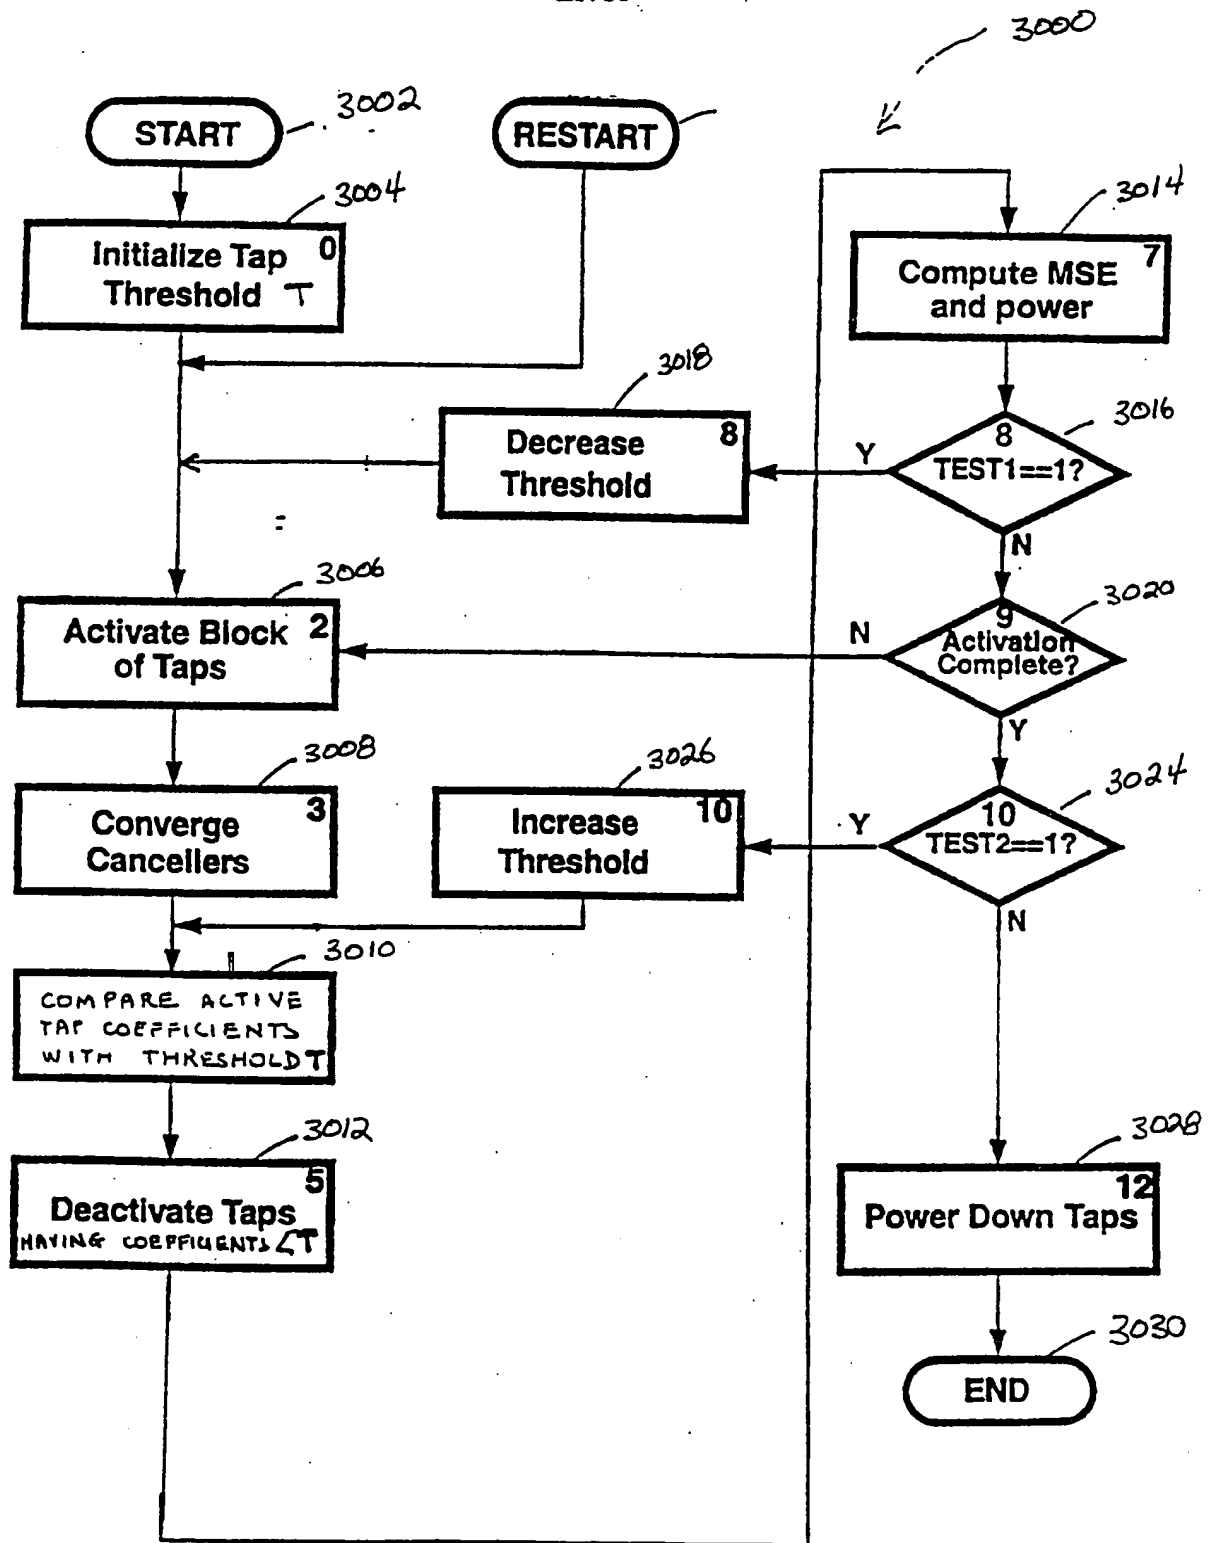 3000
START
3002
RESTART
3004
0
Initialize Tap
Threshold T
3014
7
Compute MSE
and power
3018
8
Decrease
Threshold
3016
8
TEST1==1?
Y
N
3006
2
Activate Block
of Taps
3020
9
Activation
Complete?
N
Y
3008
3
Converge
Cancellers
3026
10
Increase
Threshold
3024
10
TEST2==1?
Y
N
3010
COMPARE ACTIVE
TAP COEFFICIENTS
WITH THRESHOLD T
3012
5
Deactivate Taps
HAVING COEFFICIENTS <T
3028
12
Power Down Taps
3030
END